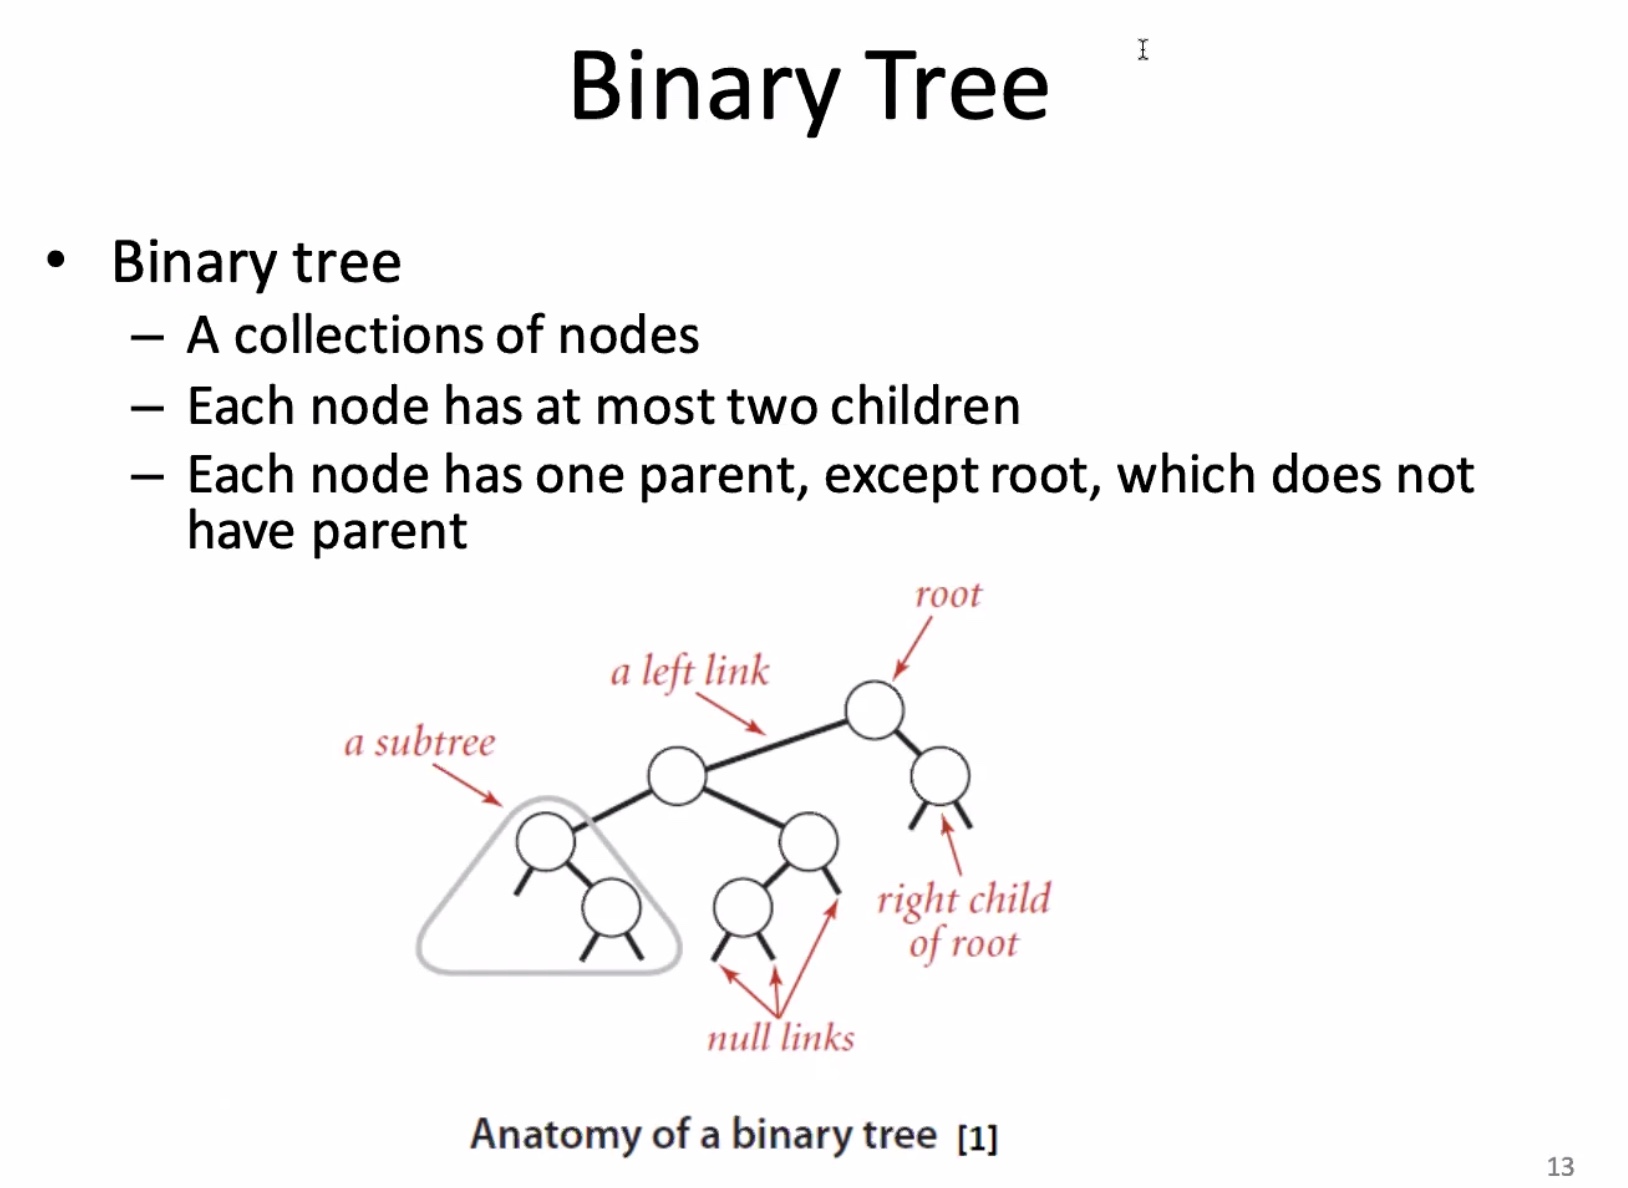 Binary Tree
• Binary tree
– A collections of nodes
– Each node has at most two children
– Each node has one parent, except root, which does not
have parent
root
a left link
a subtree
right child
of root
null links
Anatomy of a binary tree [1]
13